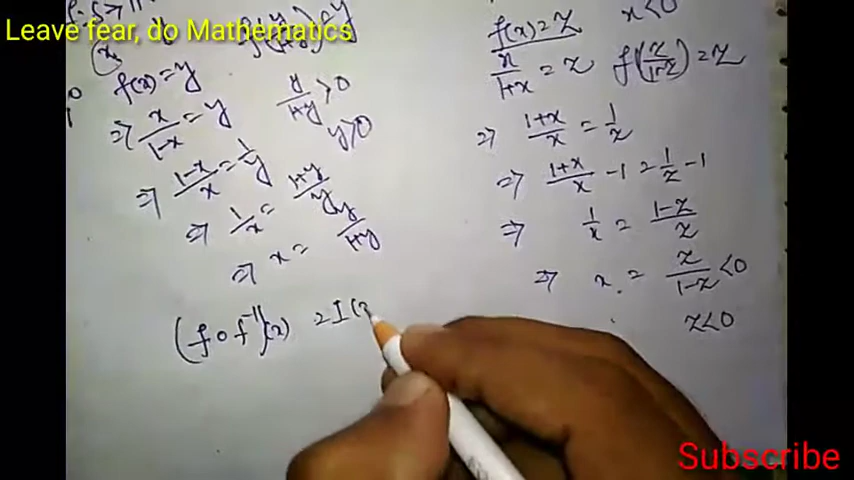 Leave fear, do Mathematics
f(x) = y
⇒ x/(1-x) = y
y/(1+y) > 0
y > 0
⇒ (1-x)/x = 1/y
⇒ 1/x = (1+y)/y
⇒ x = y/(1+y)
(f o f⁻¹)(x) = I(x
x < 0
f(x) = z
x/(1+x) = z f(z/(1-z)) = z
⇒ (1+x)/x = 1/z
⇒ (1+x)/x - 1 = 1/z - 1
⇒ 1/x = (1-z)/z
⇒ x = z/(1-z) < 0
z < 0
Subscribe